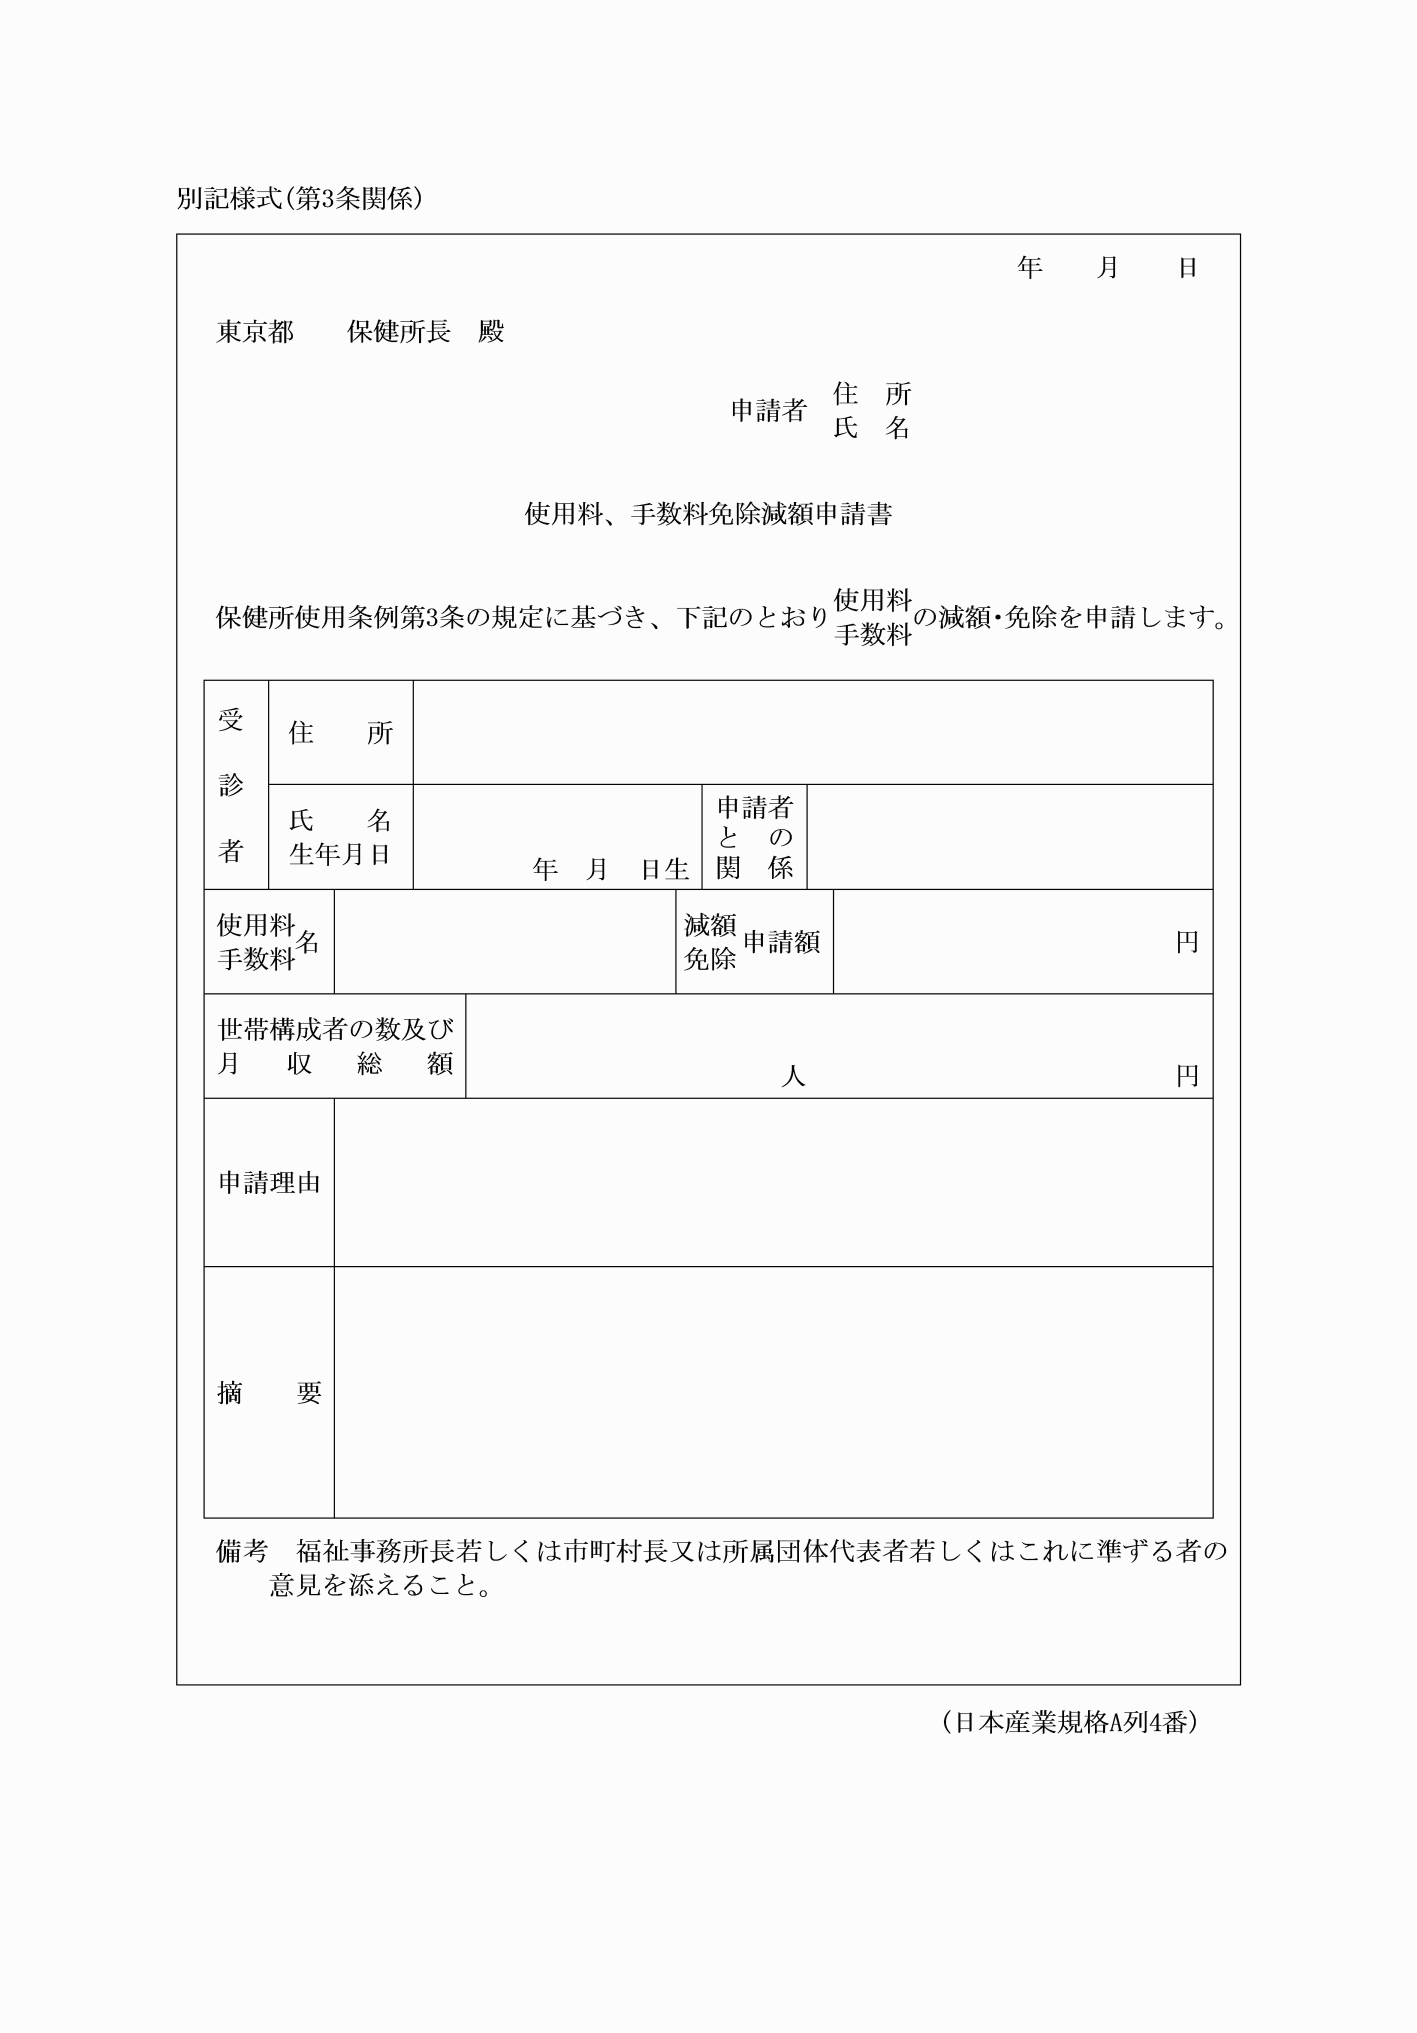 別記様式(第3条関係)
年　　月　　日
東京都　　保健所長　殿
申請者　住　所
氏　名
使用料、手数料免除減額申請書
保健所使用条例第3条の規定に基づき、下記のとおり使用料手数料の減額・免除を申請します。
受診者
住　　所
氏　　名
生年月日
年　月　日生
申請者
と　の
関　係
使用料
手数料
名
減額
免除
申請額
円
世帯構成者の数及び
月　収　総　額
人
円
申請理由
摘　　要
備考　福祉事務所長若しくは市町村長又は所属団体代表者若しくはこれに準ずる者の
意見を添えること。
(日本産業規格A列4番)